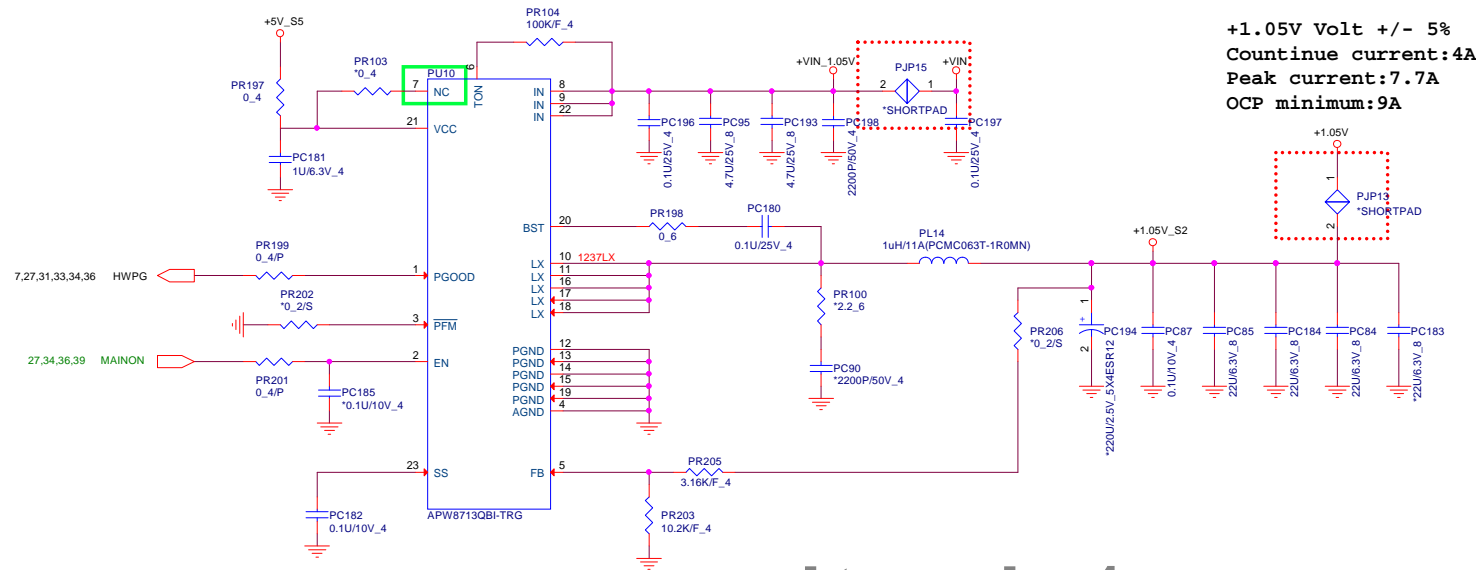 +1.05V Volt +/- 5%
Countinue current:4A
Peak current:7.7A
OCP minimum:9A
+5V_S5
PR104
100K/F_4
PR103
*0_4
PU10
PR197
0_4
7
NC
6
TON
21
VCC
PC181
1U/6.3V_4
IN
8
IN
9
IN
22
+VIN_1.05V
PJP15
+VIN
2
1
*SHORTPAD
PC196
0.1U/25V_4
PC95
4.7U/25V_8
PC193
4.7U/25V_8
PC198
2200P/50V_4
PC197
0.1U/25V_4
+1.05V
1
PJP13
*SHORTPAD
2
BST
20
PR198
0_6
PC180
0.1U/25V_4
PL14
1uH/11A(PCMC063T-1R0MN)
+1.05V_S2
LX
10
1237LX
LX
11
LX
16
LX
17
LX
18
7,27,31,33,34,36
HWPG
PR199
0_4/P
1
PGOOD
PR202
*0_2/S
3
PFM
27,34,36,39
MAINON
PR201
0_4/P
2
EN
PC185
*0.1U/10V_4
PR100
*2.2_6
PC90
*2200P/50V_4
PGND
12
PGND
13
PGND
14
PGND
15
PGND
19
AGND
4
PR206
*0_2/S
+
1
PC194
2
*220U/2.5V_5X4ESR12
PC87
0.1U/10V_4
PC85
22U/6.3V_8
PC184
22U/6.3V_8
PC84
22U/6.3V_8
PC183
*22U/6.3V_8
23
SS
PC182
0.1U/10V_4
FB
5
PR205
3.16K/F_4
PR203
10.2K/F_4
APW8713QBI-TRG